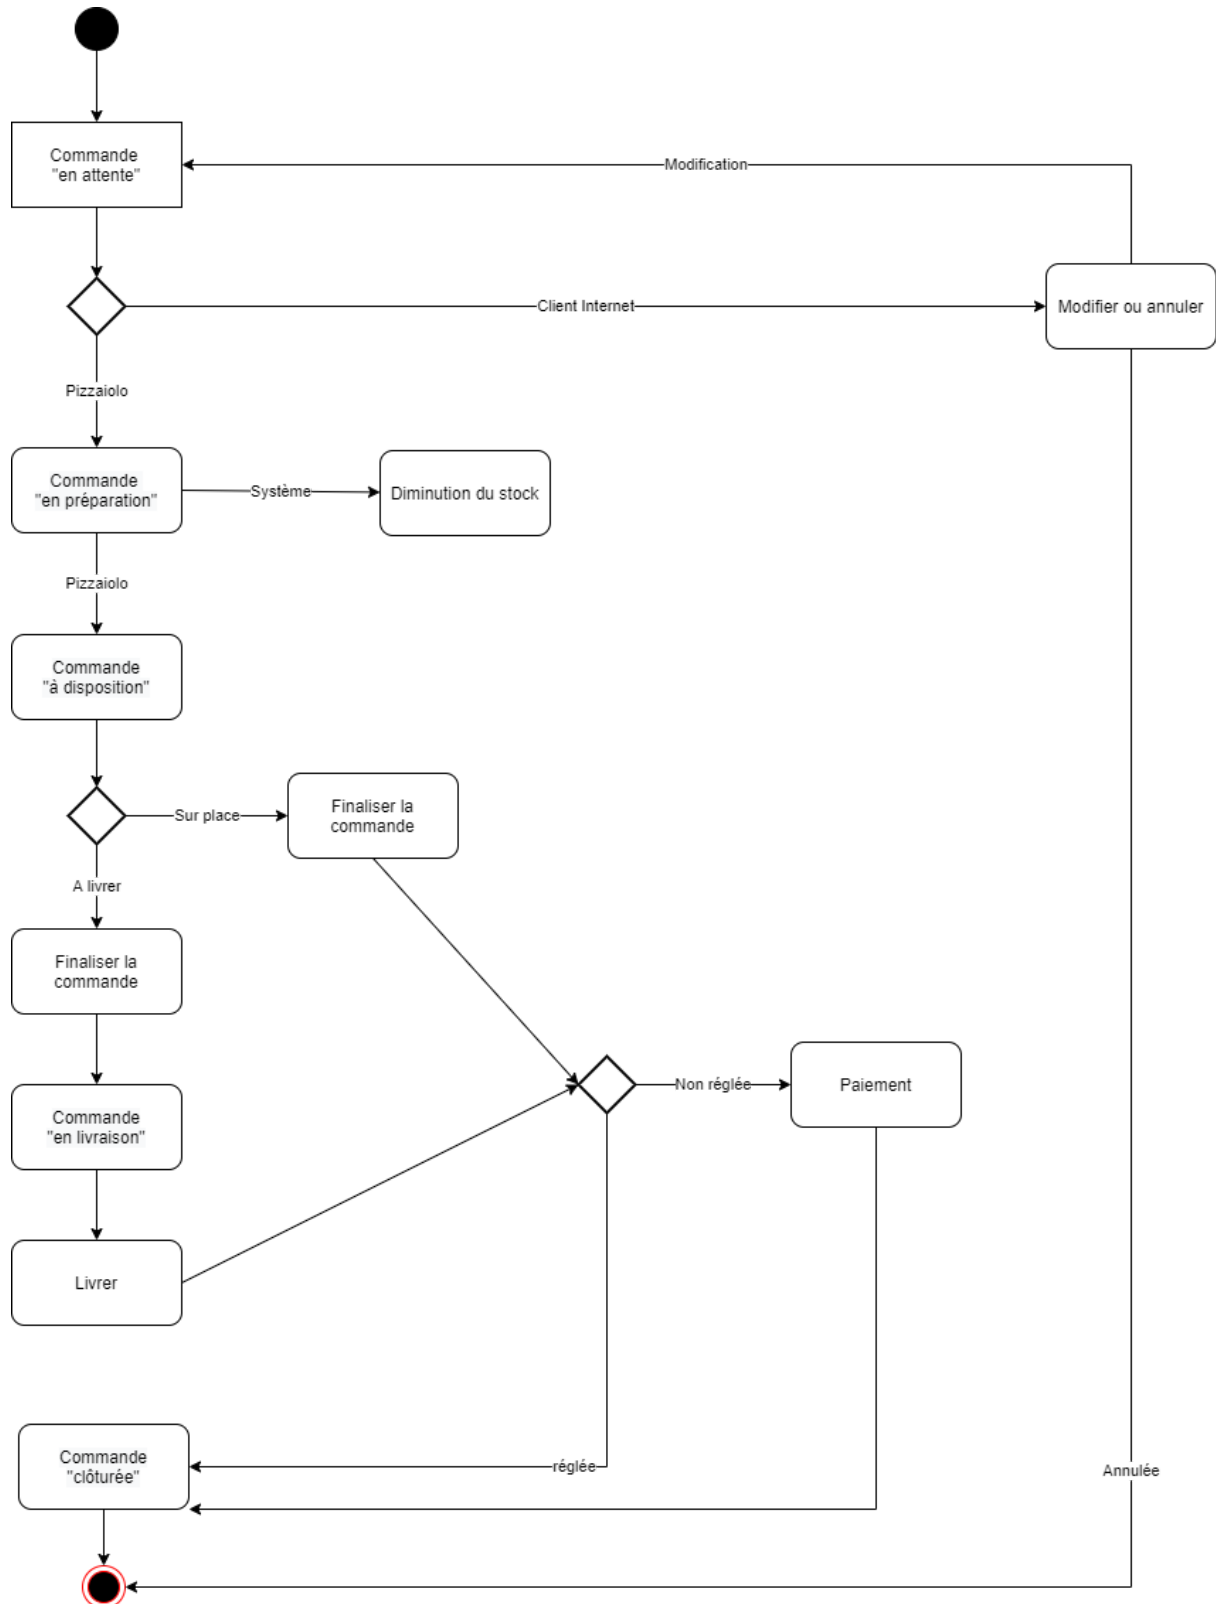 Commande
"en attente"
Modification
Client Internet
Modifier ou annuler
Pizzaiolo
Commande
"en préparation"
Système
Diminution du stock
Pizzaiolo
Commande
"à disposition"
Sur place
Finaliser la
commande
A livrer
Finaliser la
commande
Non réglée
Paiement
Commande
"en livraison"
Livrer
Commande
"clôturée"
réglée
Annulée